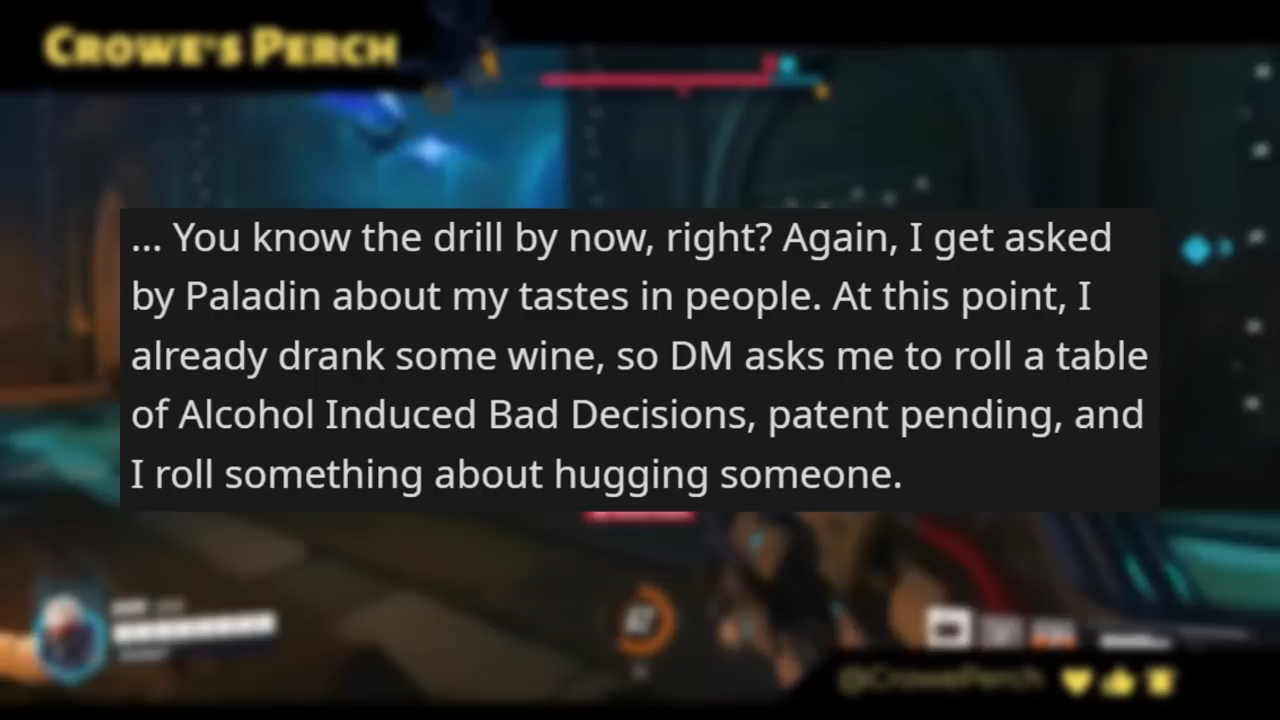 CROWE'S PERCH
... You know the drill by now, right? Again, I get asked
by Paladin about my tastes in people. At this point, I
already drank some wine, so DM asks me to roll a table
of Alcohol Induced Bad Decisions, patent pending, and
I roll something about hugging someone.
@CrowePerch